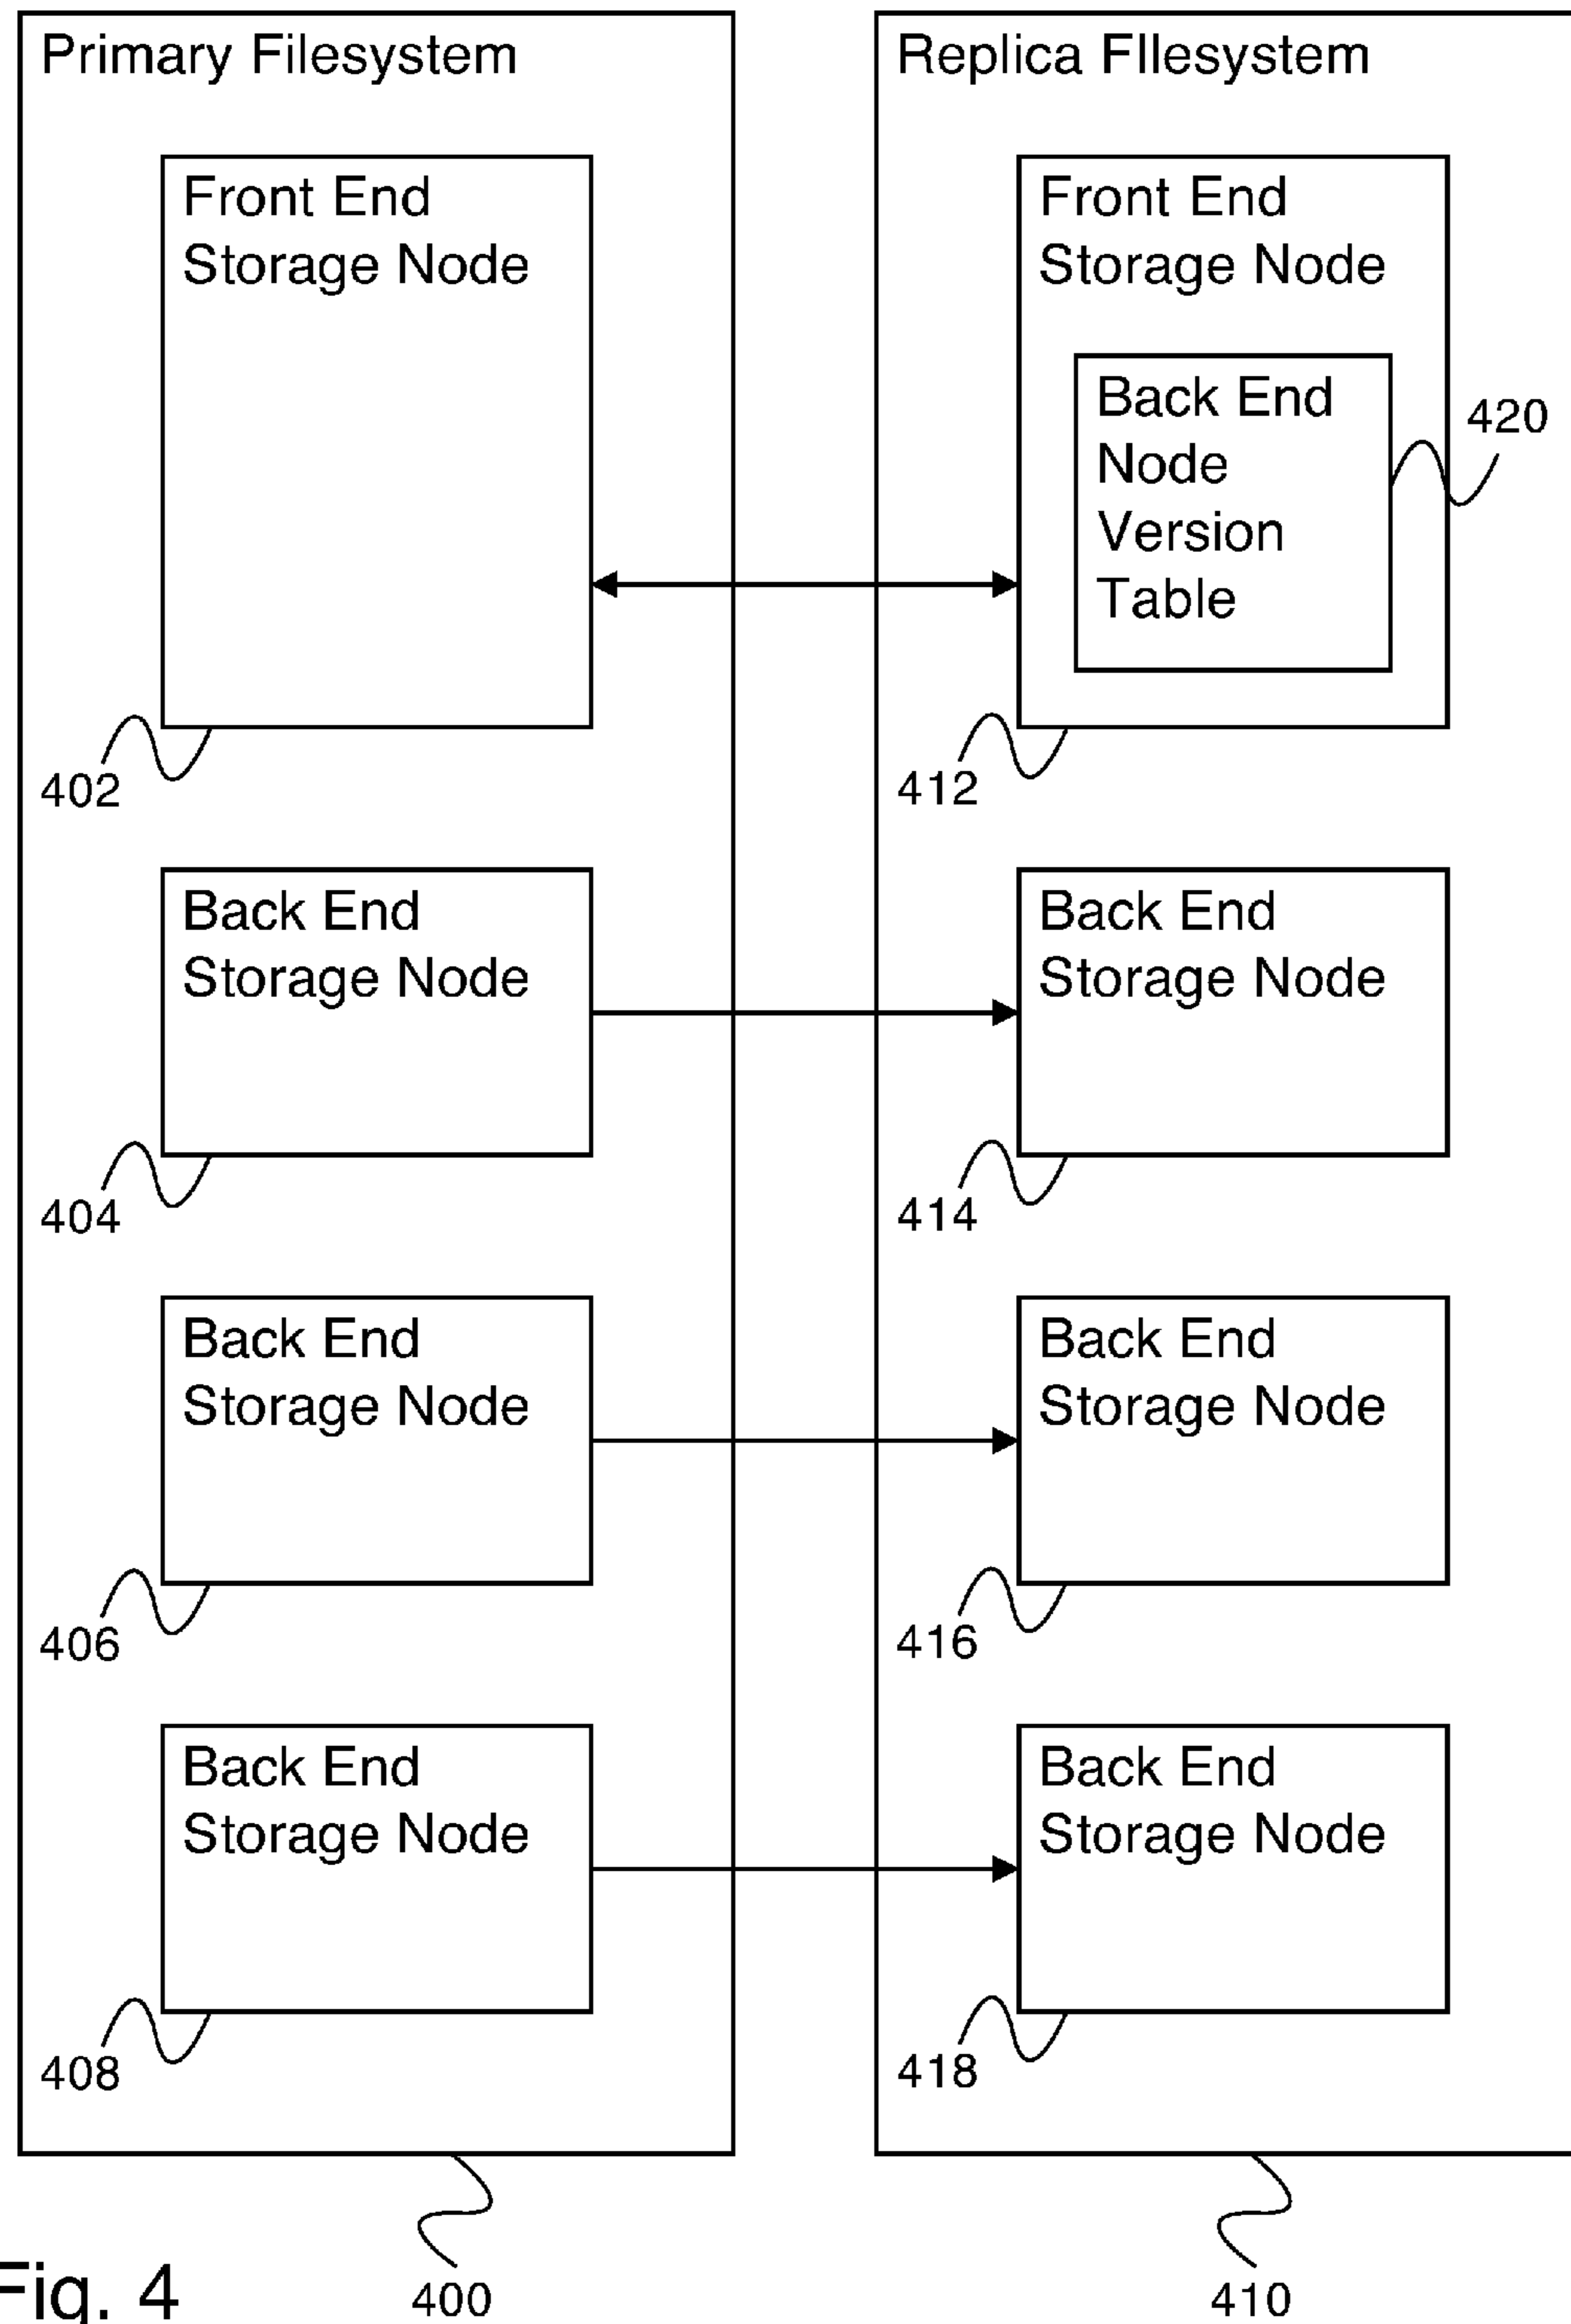 Primary Filesystem
Front End
Storage Node
402
Back End
Storage Node
404
Back End
Storage Node
406
Back End
Storage Node
408
400
Replica FIlesystem
Front End
Storage Node
Back End
Node
Version
Table
420
412
Back End
Storage Node
414
Back End
Storage Node
416
Back End
Storage Node
418
410
Fig. 4